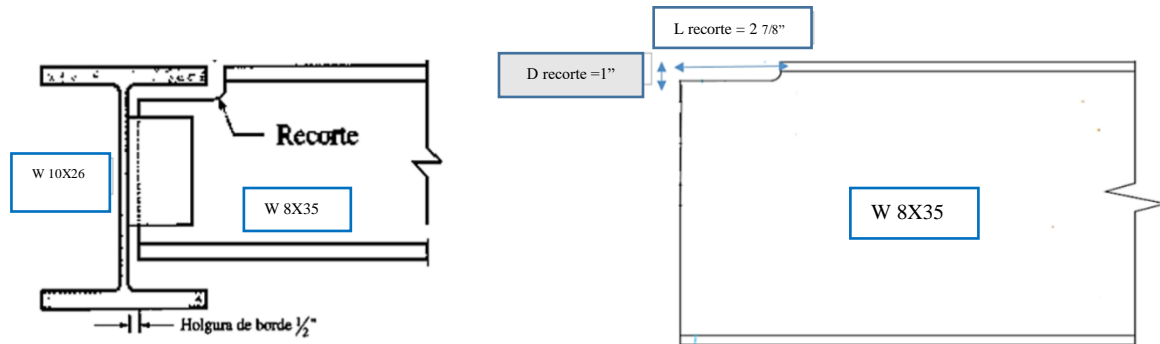 L recorte = 2 7/8”
D recorte =1”
Recorte
W 10X26
W 8X35
W 8X35
Holgura de borde 1/2"